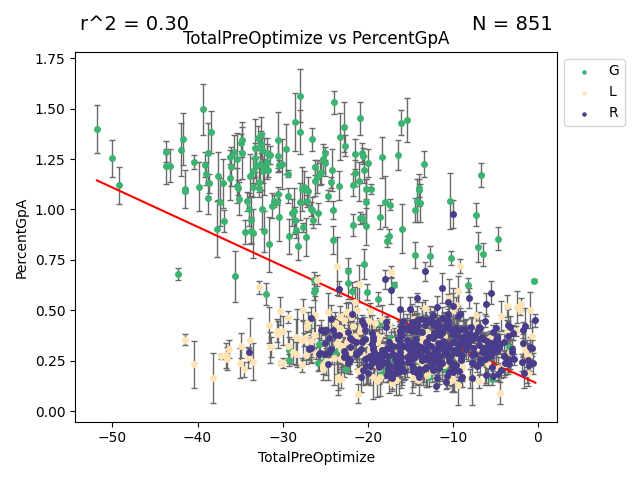 r^2 = 0.30 N = 851
TotalPreOptimize vs PercentGpA
1.75
1.50
1.25
1.00
0.75
0.50
0.25
0.00
PercentGpA
−50 −40 −30 −20 −10 0
TotalPreOptimize
G
L
R